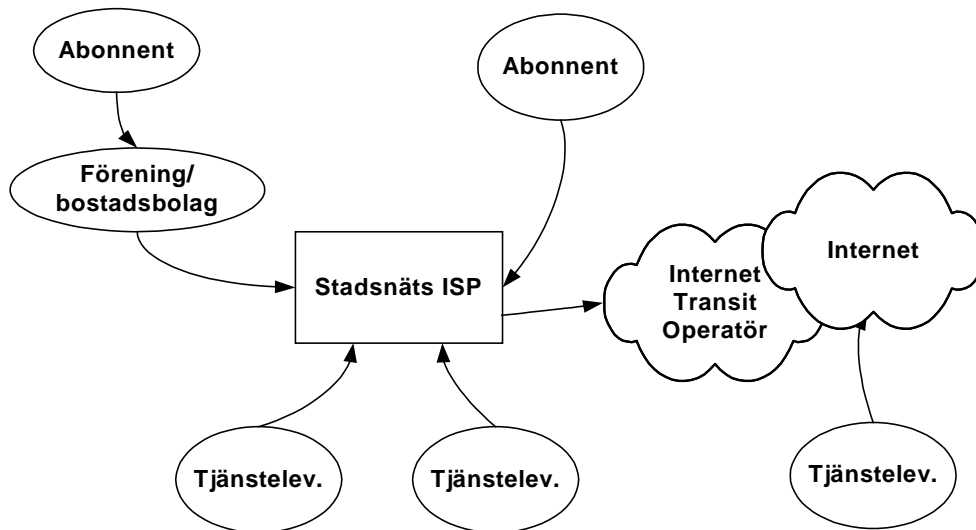 Abonnent
Abonnent
Förening/
bostadsbolag
Stadsnäts ISP
Internet
Transit
Operatör
Internet
Tjänstelev.
Tjänstelev.
Tjänstelev.